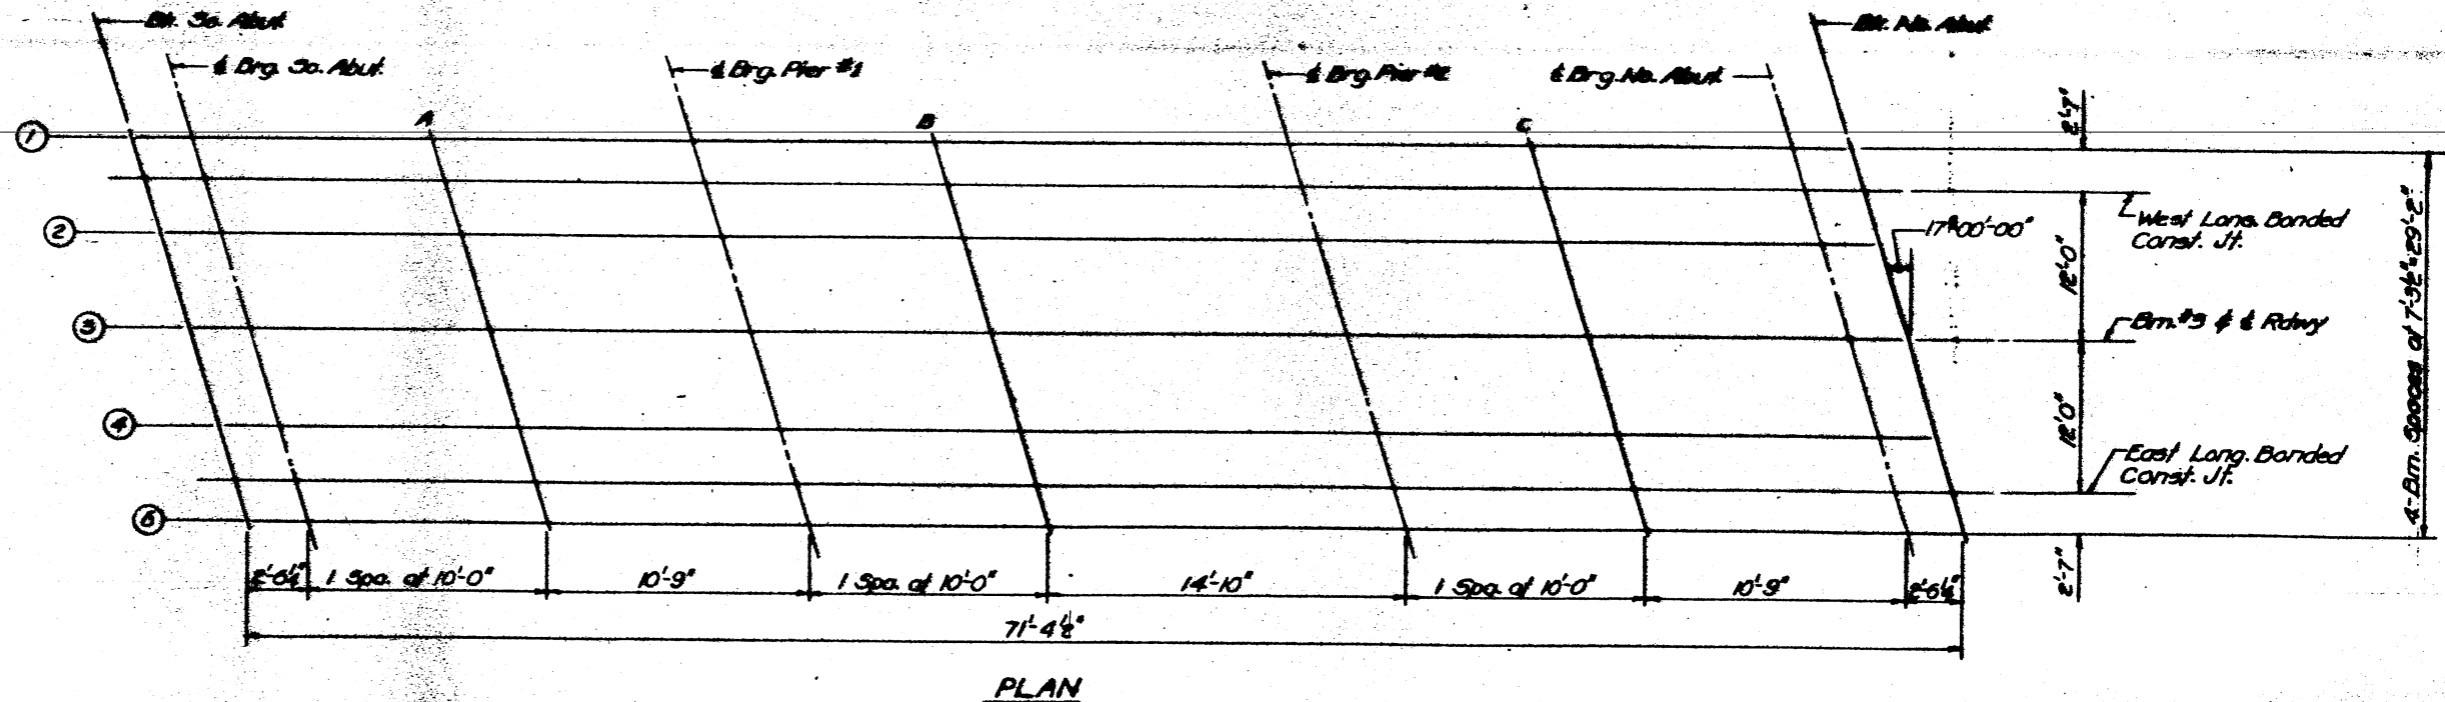 Bk. So. Abut.
℄ Brg. So. Abut.
℄ Brg. Pier #1
℄ Brg. Pier #2
℄ Brg. No. Abut.
Bk. No. Abut.
A
B
C
1
2
3
4
5
2'-7"
17°00'-00"
West Long. Bonded
Const. Jt.
12'-0"
Bm. #3 & ℄ Rdwy
12'-0"
East Long. Bonded
Const. Jt.
4-Bm. Spaces at 7'-3½"=29'-2"
2'-7"
2'-6¼"
1 Spa. at 10'-0"
10'-9"
1 Spa. at 10'-0"
14'-10"
1 Spa. at 10'-0"
10'-9"
2'-6¼"
71'-4⅛"
PLAN